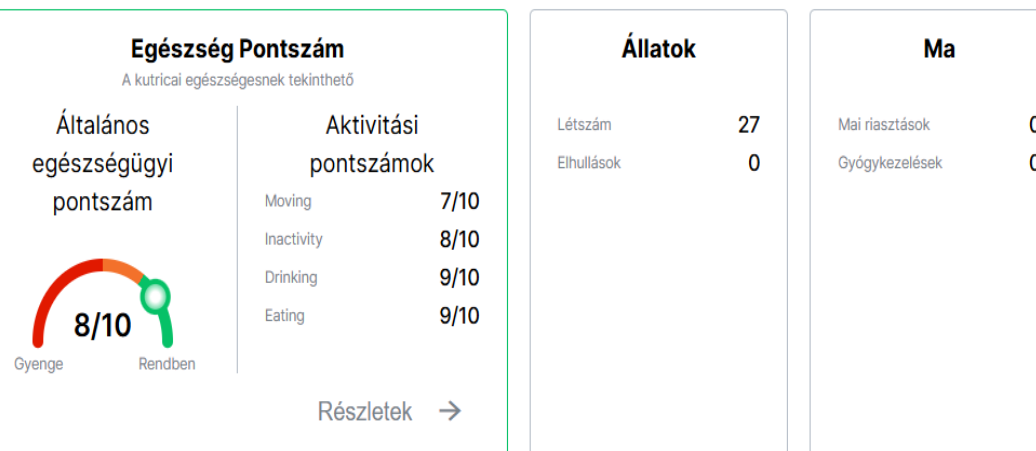 Egészség Pontszám
A kutricai egészségesnek tekinthető
Általános
egészségügyi
pontszám
8/10
Gyenge
Rendben
Aktivitási
pontszámok
Moving 7/10
Inactivity 8/10
Drinking 9/10
Eating 9/10
Részletek →
Állatok
Létszám 27
Elhullások 0
Ma
Mai riasztások
Gyógykezelések